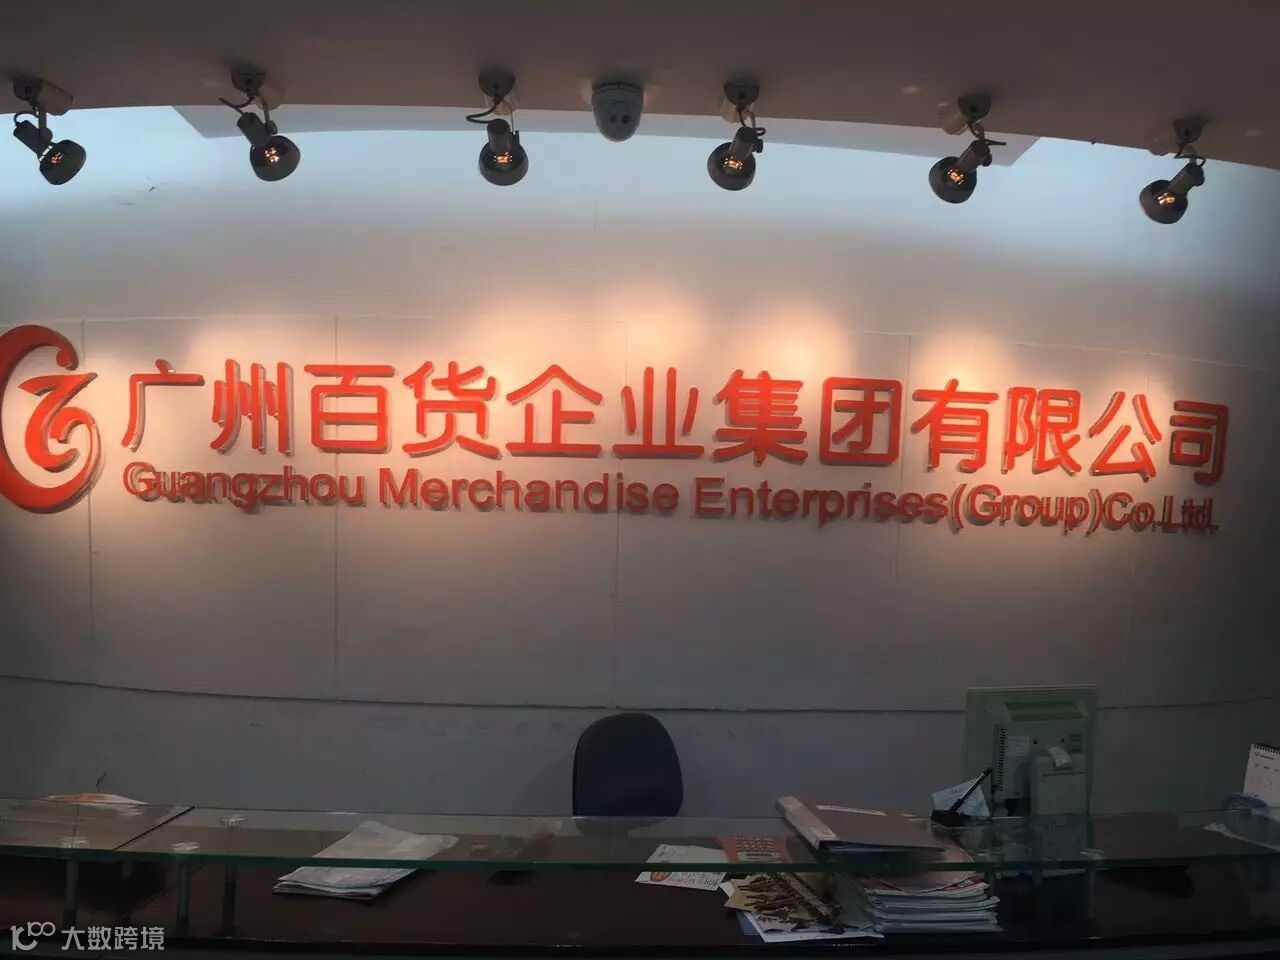 广州百货企业集团有限公司
Guangzhou Merchandise Enterprises(Group)Co.Ltd.
大数跨境